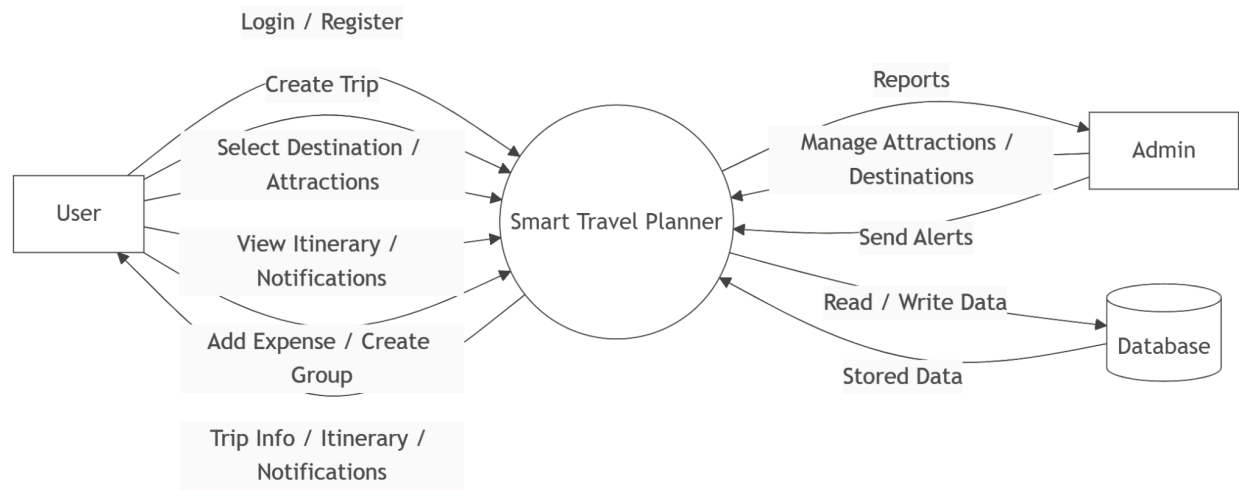 Login / Register
Create Trip
Select Destination /
Attractions
User
View Itinerary /
Notifications
Add Expense / Create
Group
Trip Info / Itinerary /
Notifications
Smart Travel Planner
Reports
Manage Attractions /
Destinations
Admin
Send Alerts
Read / Write Data
Database
Stored Data